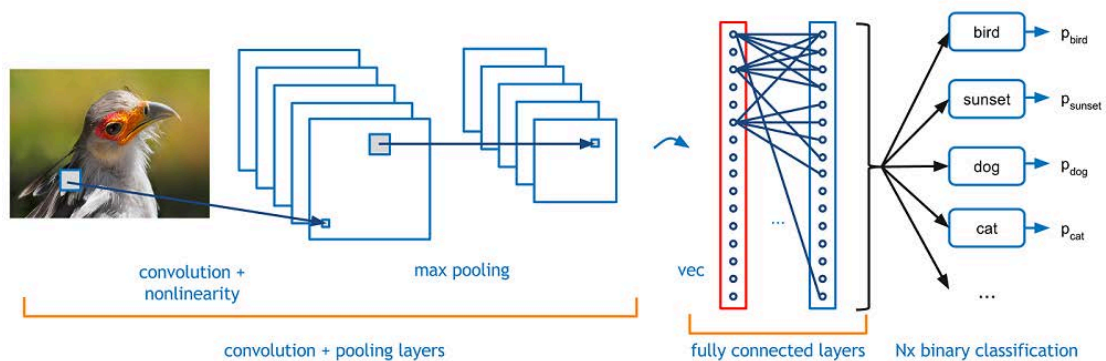 convolution +
nonlinearity
max pooling
convolution + pooling layers
vec
...
fully connected layers
bird
p_bird
sunset
p_sunset
dog
p_dog
cat
p_cat
...
Nx binary classification